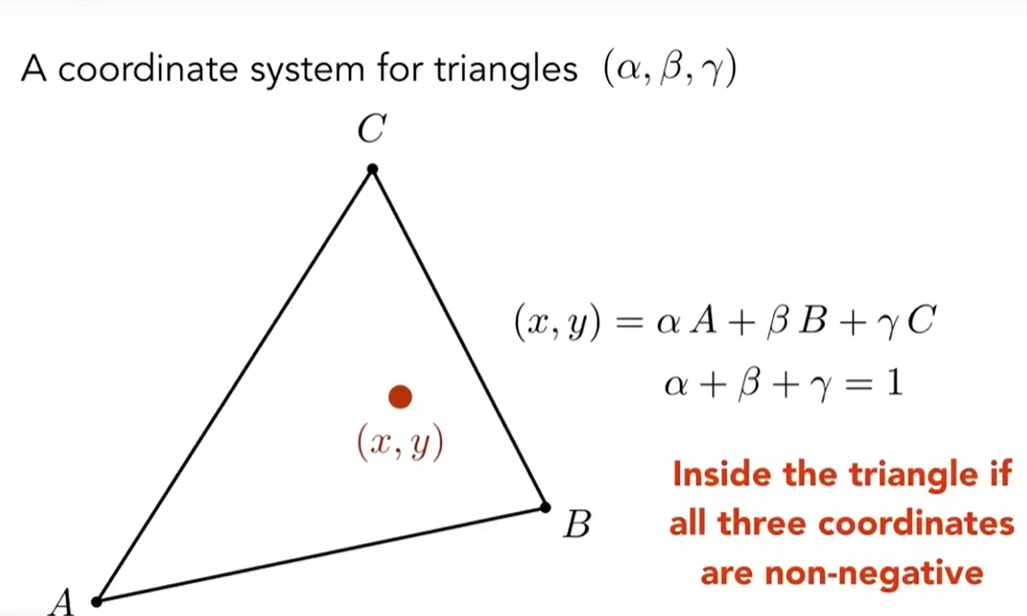 A coordinate system for triangles (α, β, γ)
C
(x, y) = α A + β B + γ C
α + β + γ = 1
(x, y)
Inside the triangle if
all three coordinates
are non-negative
B
A